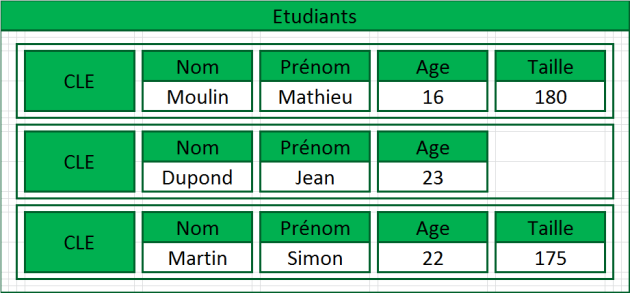 Etudiants
CLE Nom Prénom Age Taille
Moulin Mathieu 16 180
CLE Nom Prénom Age
Dupond Jean 23
CLE Nom Prénom Age Taille
Martin Simon 22 175